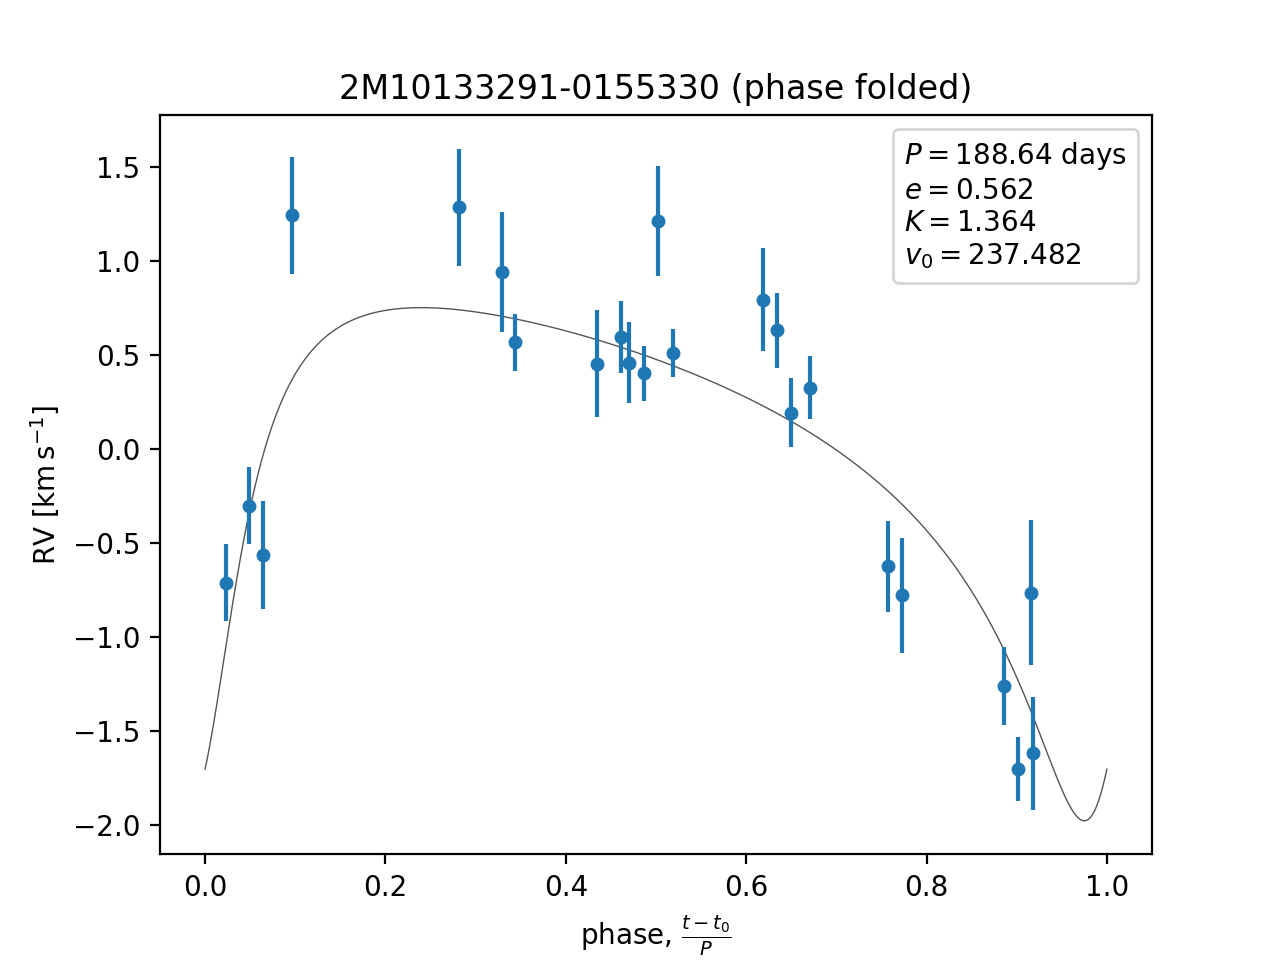 2M10133291-0155330 (phase folded)
P = 188.64 days
e = 0.562
K = 1.364
v₀ = 237.482
RV [km s⁻¹]
1.5
1.0
0.5
0.0
−0.5
−1.0
−1.5
−2.0
0.0 0.2 0.4 0.6 0.8 1.0
phase, (t − t₀)/P